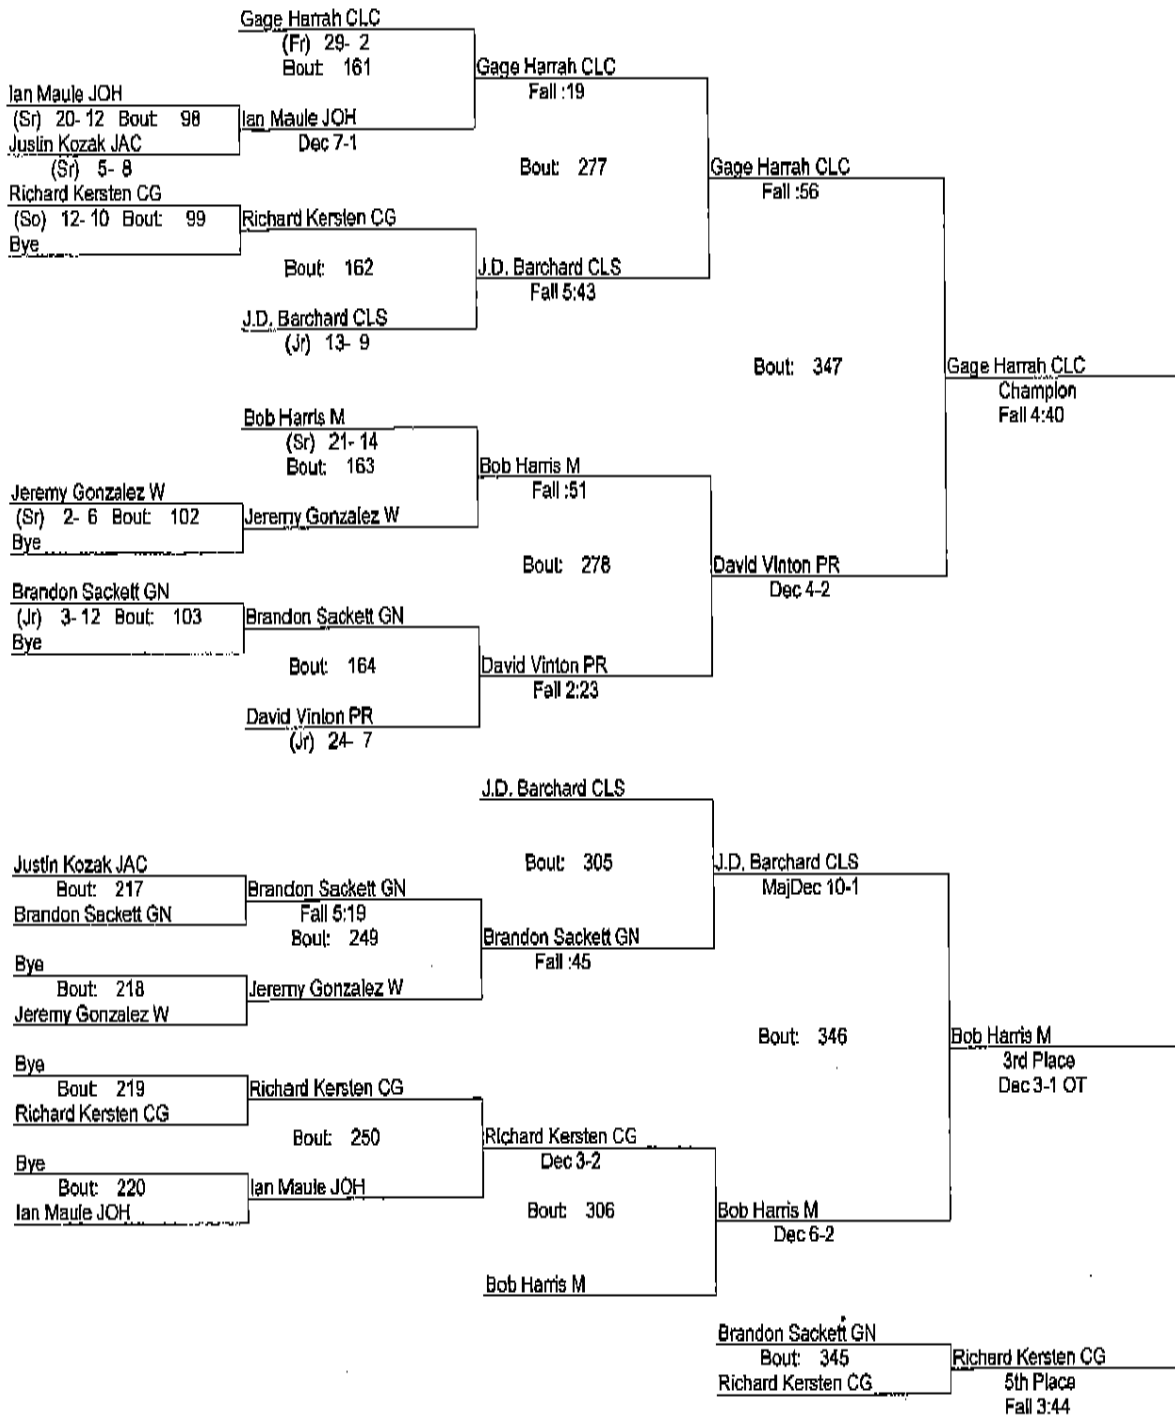 Gage Harrah CLC
(Fr) 29- 2
Bout: 161
Gage Harrah CLC
Fall :19
Ian Maule JOH
(Sr) 20- 12 Bout: 98
Ian Maule JOH
Dec 7-1
Justin Kozak JAC
(Sr) 5- 8
Bout: 277
Gage Harrah CLC
Fall :56
Richard Kersten CG
(So) 12- 10 Bout: 99
Richard Kersten CG
Bye
Bout: 162
J.D. Barchard CLS
Fall 5:43
J.D. Barchard CLS
(Jr) 13- 9
Bout: 347
Gage Harrah CLC
Champion
Fall 4:40
Bob Harris M
(Sr) 21- 14
Bout: 163
Bob Harris M
Fall :51
Jeremy Gonzalez W
(Sr) 2- 6 Bout: 102
Jeremy Gonzalez W
Bye
Bout: 278
David Vinton PR
Dec 4-2
Brandon Sackett GN
(Jr) 3- 12 Bout: 103
Brandon Sackett GN
Bye
Bout: 164
David Vinton PR
Fall 2:23
David Vinton PR
(Jr) 24- 7
J.D. Barchard CLS
Bout: 305
J.D. Barchard CLS
MajDec 10-1
Justin Kozak JAC
Bout: 217
Brandon Sackett GN
Brandon Sackett GN
Fall 5:19
Bout: 249
Brandon Sackett GN
Fall :45
Bye
Bout: 218
Jeremy Gonzalez W
Jeremy Gonzalez W
Bout: 346
Bob Harris M
3rd Place
Dec 3-1 OT
Bye
Bout: 219
Richard Kersten CG
Richard Kersten CG
Bout: 250
Richard Kersten CG
Dec 3-2
Bye
Bout: 220
Ian Maule JOH
Ian Maule JOH
Bout: 306
Bob Harris M
Dec 6-2
Bob Harris M
Brandon Sackett GN
Bout: 345
Richard Kersten CG
Richard Kersten CG
5th Place
Fall 3:44